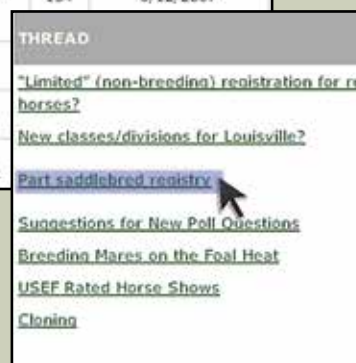 THREAD
"Limited" (non-breeding) registration for
horses?
New classes/divisions for Louisville?
Part saddlebred registry
Suggestions for New Poll Questions
Breeding Mares on the Foal Heat
USEF Rated Horse Shows
Cloning